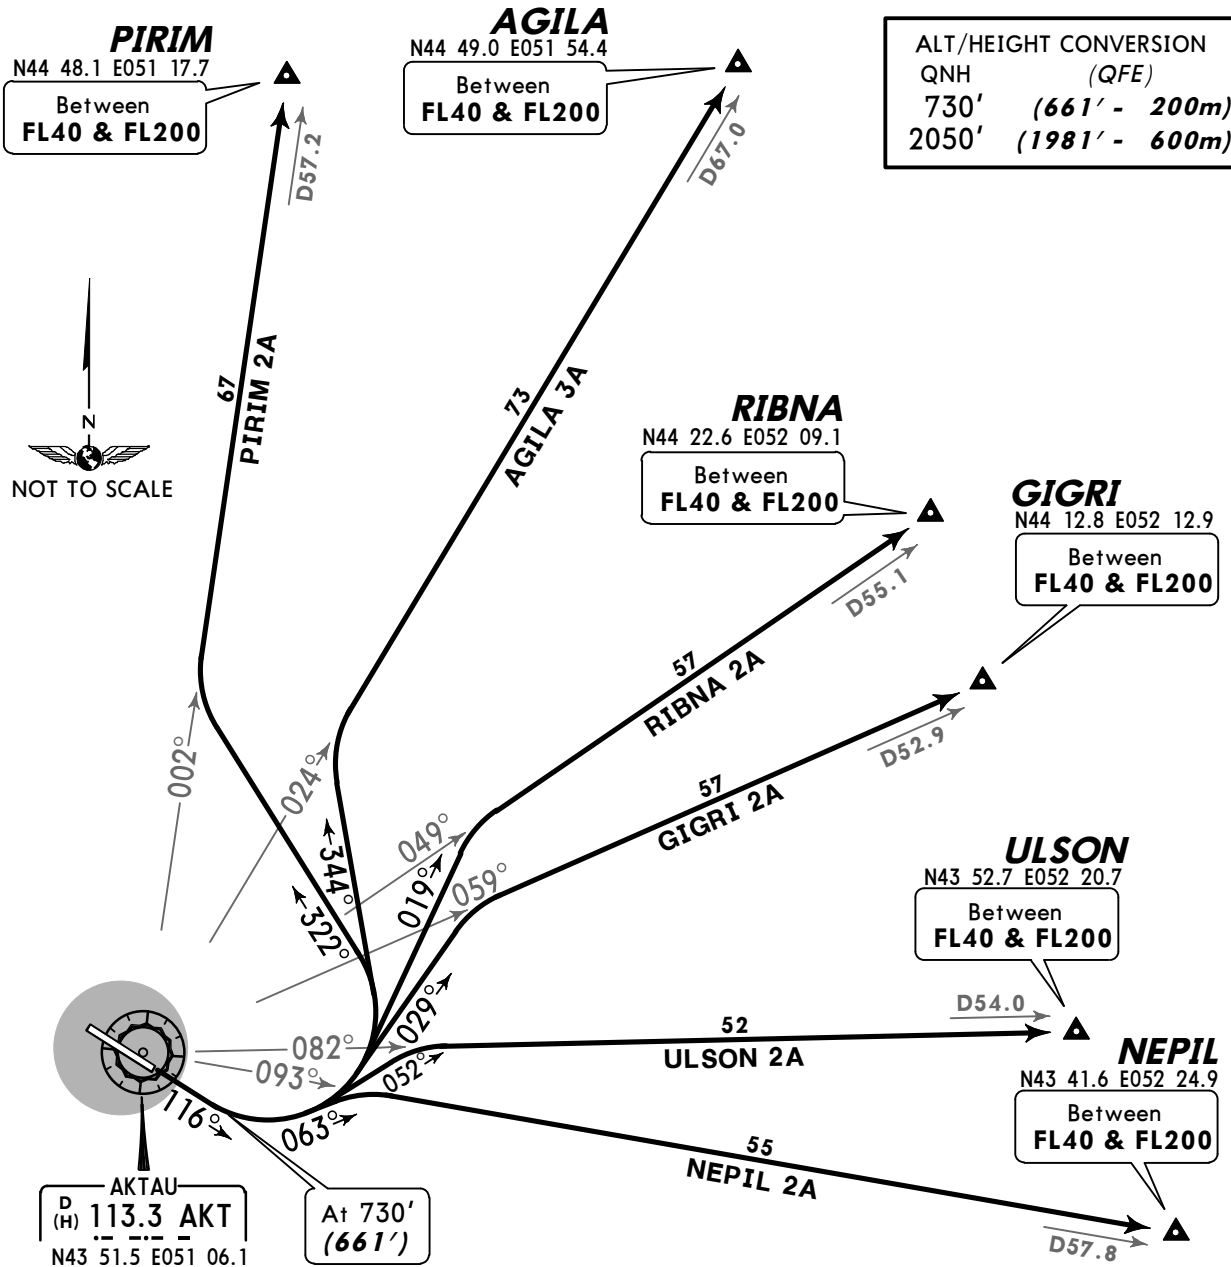 PIRIM
N44 48.1 E051 17.7
Between
FL40 & FL200
D57.2
AGILA
N44 49.0 E051 54.4
Between
FL40 & FL200
D67.0
ALT/HEIGHT CONVERSION
QNH (QFE)
730' (661' - 200m)
2050' (1981' - 600m)
67
PIRIM 2A
73
AGILA 3A
N
NOT TO SCALE
RIBNA
N44 22.6 E052 09.1
Between
FL40 & FL200
D55.1
GIGRI
N44 12.8 E052 12.9
Between
FL40 & FL200
D52.9
57
RIBNA 2A
57
GIGRI 2A
002°
024°
049°
059°
322°
344°
019°
029°
ULSON
N43 52.7 E052 20.7
Between
FL40 & FL200
D54.0
52
ULSON 2A
082°
093°
052°
063°
116°
NEPIL
N43 41.6 E052 24.9
Between
FL40 & FL200
D57.8
55
NEPIL 2A
AKTAU
D
(H) 113.3 AKT
N43 51.5 E051 06.1
At 730'
(661')